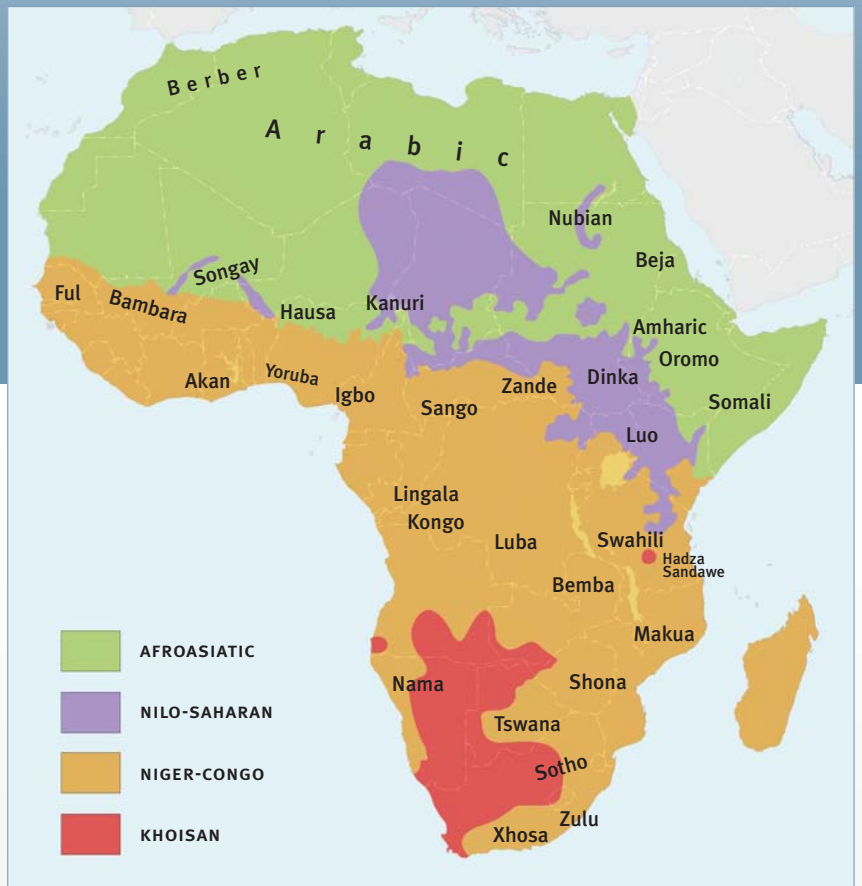 Berber
Arabic
Nubian
Beja
Songay
Ful
Bambara
Hausa
Kanuri
Amharic
Oromo
Akan
Yoruba
Igbo
Sango
Zande
Dinka
Somali
Luo
Lingala
Kongo
Luba
Swahili
Hadza
Sandawe
Bemba
Makua
Nama
Shona
Tswana
Sotho
Zulu
Xhosa
AFROASIATIC
NILO-SAHARAN
NIGER-CONGO
KHOISAN